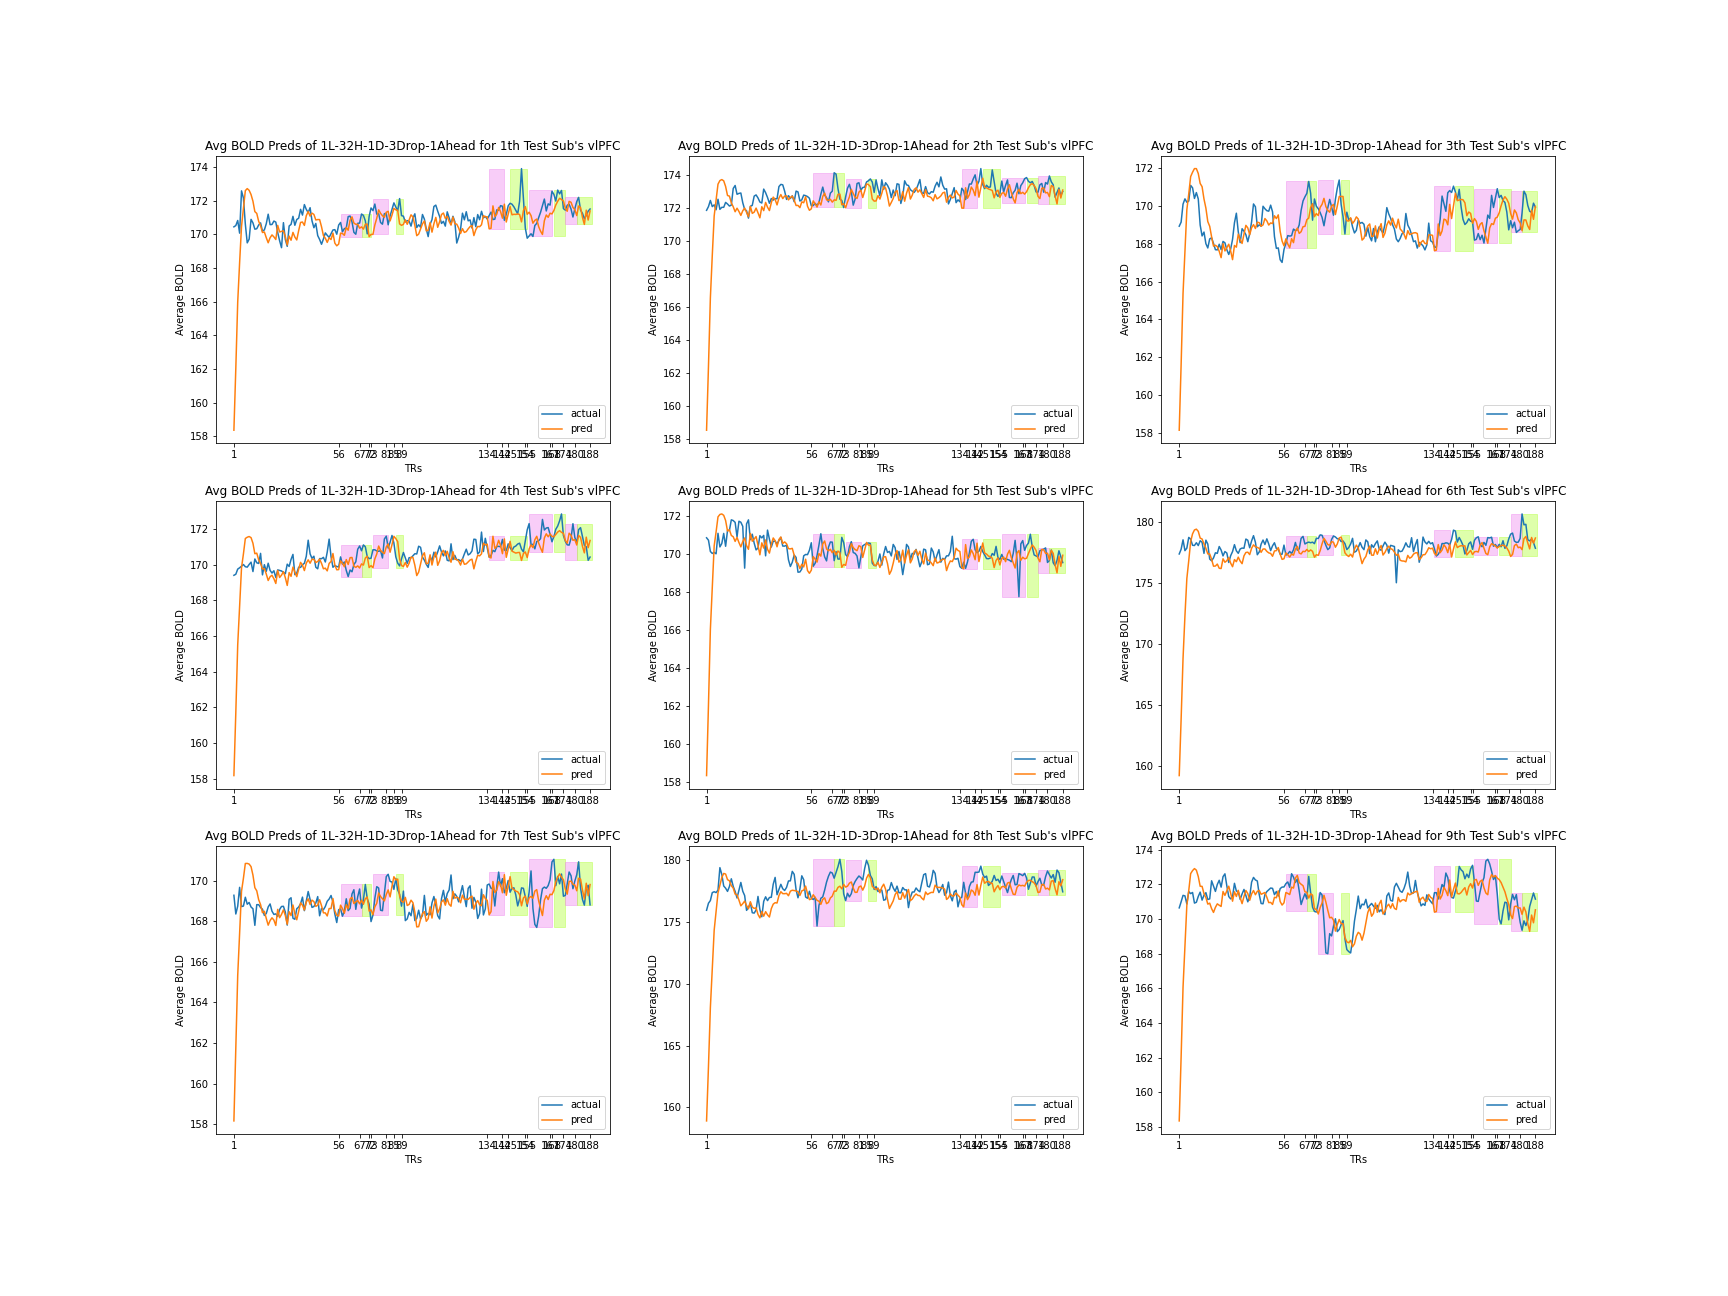 Avg BOLD Preds of 1L-32H-1D-3Drop-1Ahead for 1th Test Sub's vlPFC
174
172
170
168
166
164
162
160
158
Average BOLD
actual
pred
1 56 89 188
TRs
Avg BOLD Preds of 1L-32H-1D-3Drop-1Ahead for 2th Test Sub's vlPFC
174
172
170
168
166
164
162
160
158
Average BOLD
actual
pred
1 56 89 188
TRs
Avg BOLD Preds of 1L-32H-1D-3Drop-1Ahead for 3th Test Sub's vlPFC
172
170
168
166
164
162
160
158
Average BOLD
actual
pred
1 56 89 188
TRs
Avg BOLD Preds of 1L-32H-1D-3Drop-1Ahead for 4th Test Sub's vlPFC
172
170
168
166
164
162
160
158
Average BOLD
actual
pred
1 56 89 188
TRs
Avg BOLD Preds of 1L-32H-1D-3Drop-1Ahead for 5th Test Sub's vlPFC
172
170
168
166
164
162
160
158
Average BOLD
actual
pred
1 56 89 188
TRs
Avg BOLD Preds of 1L-32H-1D-3Drop-1Ahead for 6th Test Sub's vlPFC
180
175
170
165
160
Average BOLD
actual
pred
1 56 89 188
TRs
Avg BOLD Preds of 1L-32H-1D-3Drop-1Ahead for 7th Test Sub's vlPFC
170
168
166
164
162
160
158
Average BOLD
actual
pred
1 56 89 188
TRs
Avg BOLD Preds of 1L-32H-1D-3Drop-1Ahead for 8th Test Sub's vlPFC
180
175
170
165
160
Average BOLD
actual
pred
1 56 89 188
TRs
Avg BOLD Preds of 1L-32H-1D-3Drop-1Ahead for 9th Test Sub's vlPFC
174
172
170
168
166
164
162
160
158
Average BOLD
actual
pred
1 56 89 188
TRs